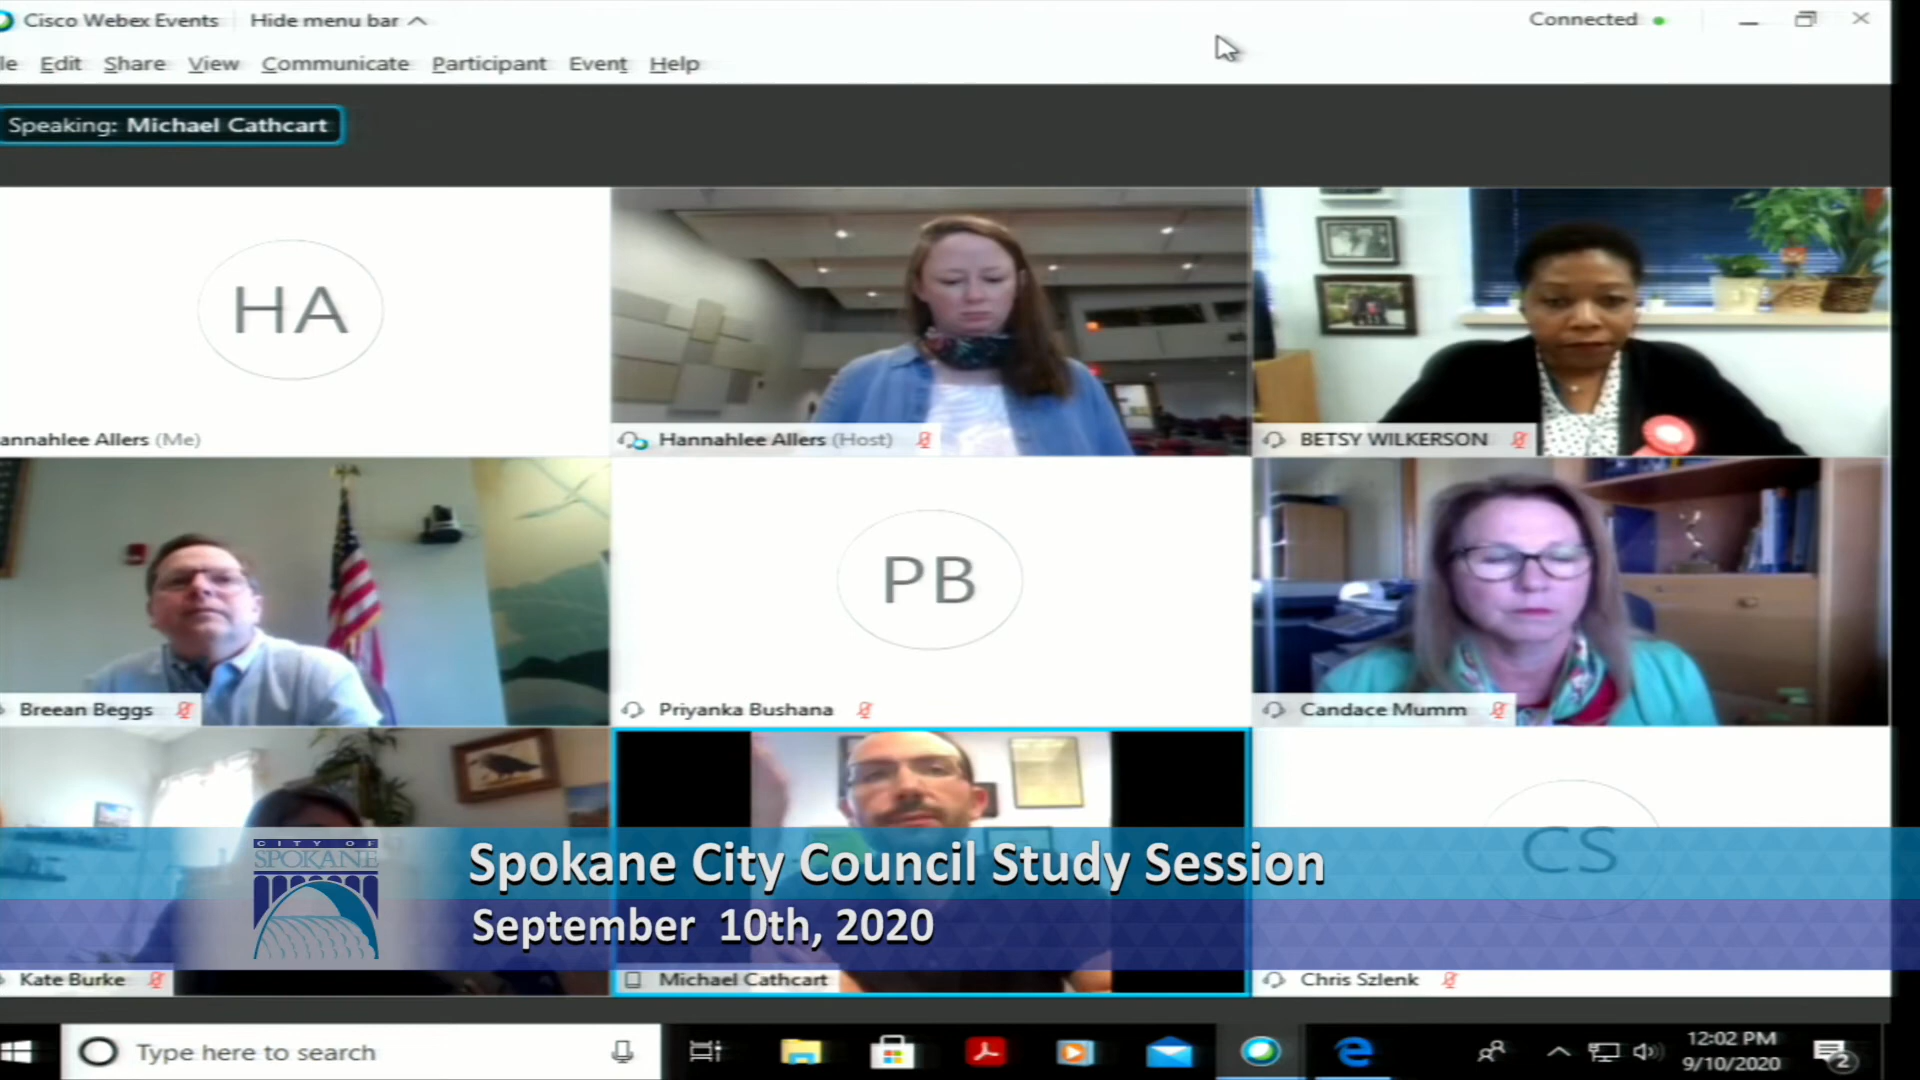 Cisco Webex Events Hide menu bar Connected
le Edit Share View Communicate Participant Event Help
Speaking: Michael Cathcart
HA
annahlee Allers (Me)
Hannahlee Allers (Host)
BETSY WILKERSON
Breean Beggs
PB
Priyanka Bushana
Candace Mumm
CS
CITY OF
SPOKANE
Spokane City Council Study Session
September 10th, 2020
Kate Burke
Michael Cathcart
Chris Szlenk
Type here to search
12:02 PM
9/10/2020
2